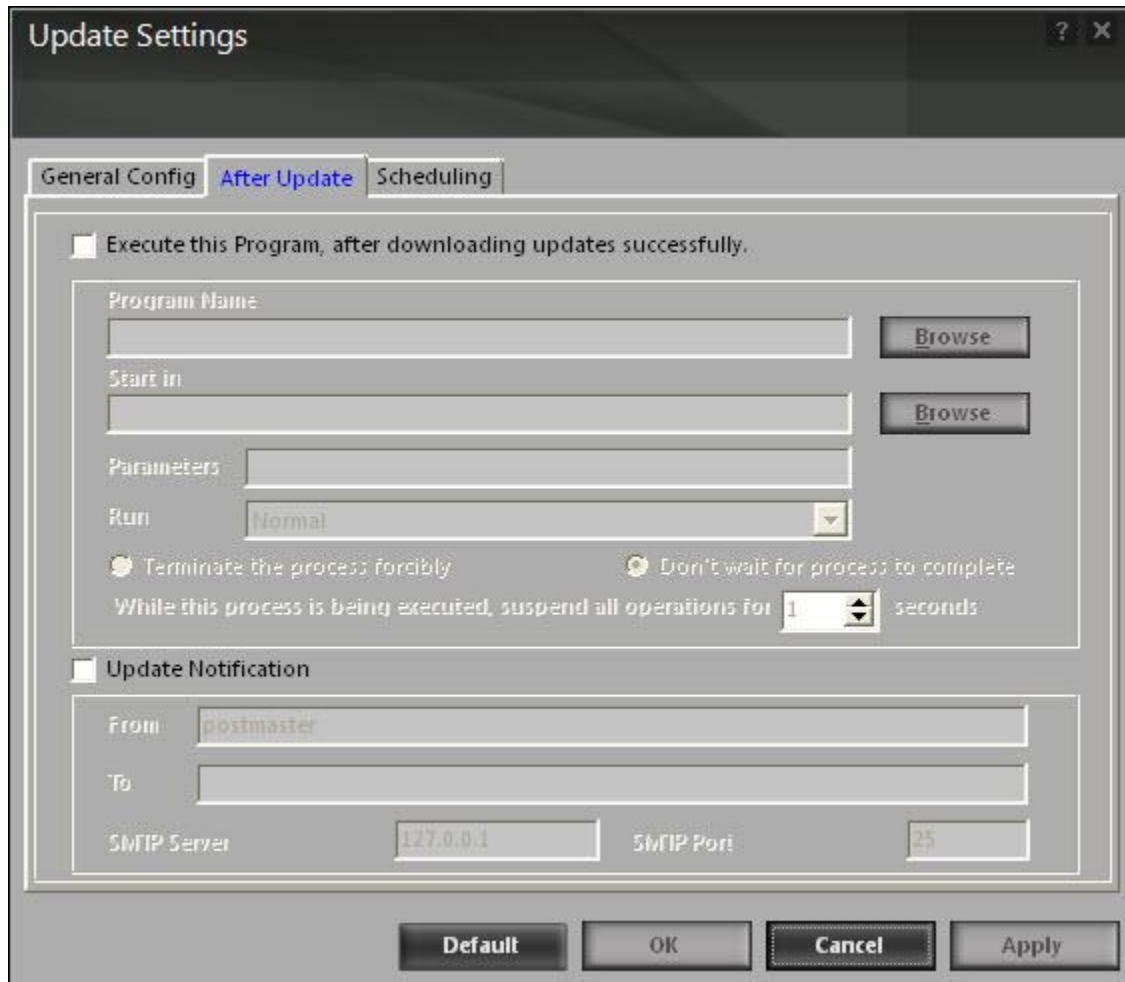 Update Settings
? X
General Config After Update Scheduling
Execute this Program, after downloading updates successfully.
Program Name
Browse
Start in
Browse
Parameters
Run Normal
Terminate the process forcibly Don't wait for process to complete
While this process is being executed, suspend all operations for 1 seconds
Update Notification
From postmaster
To
SMTP Server 127.0.0.1 SMTP Port 25
Default OK Cancel Apply